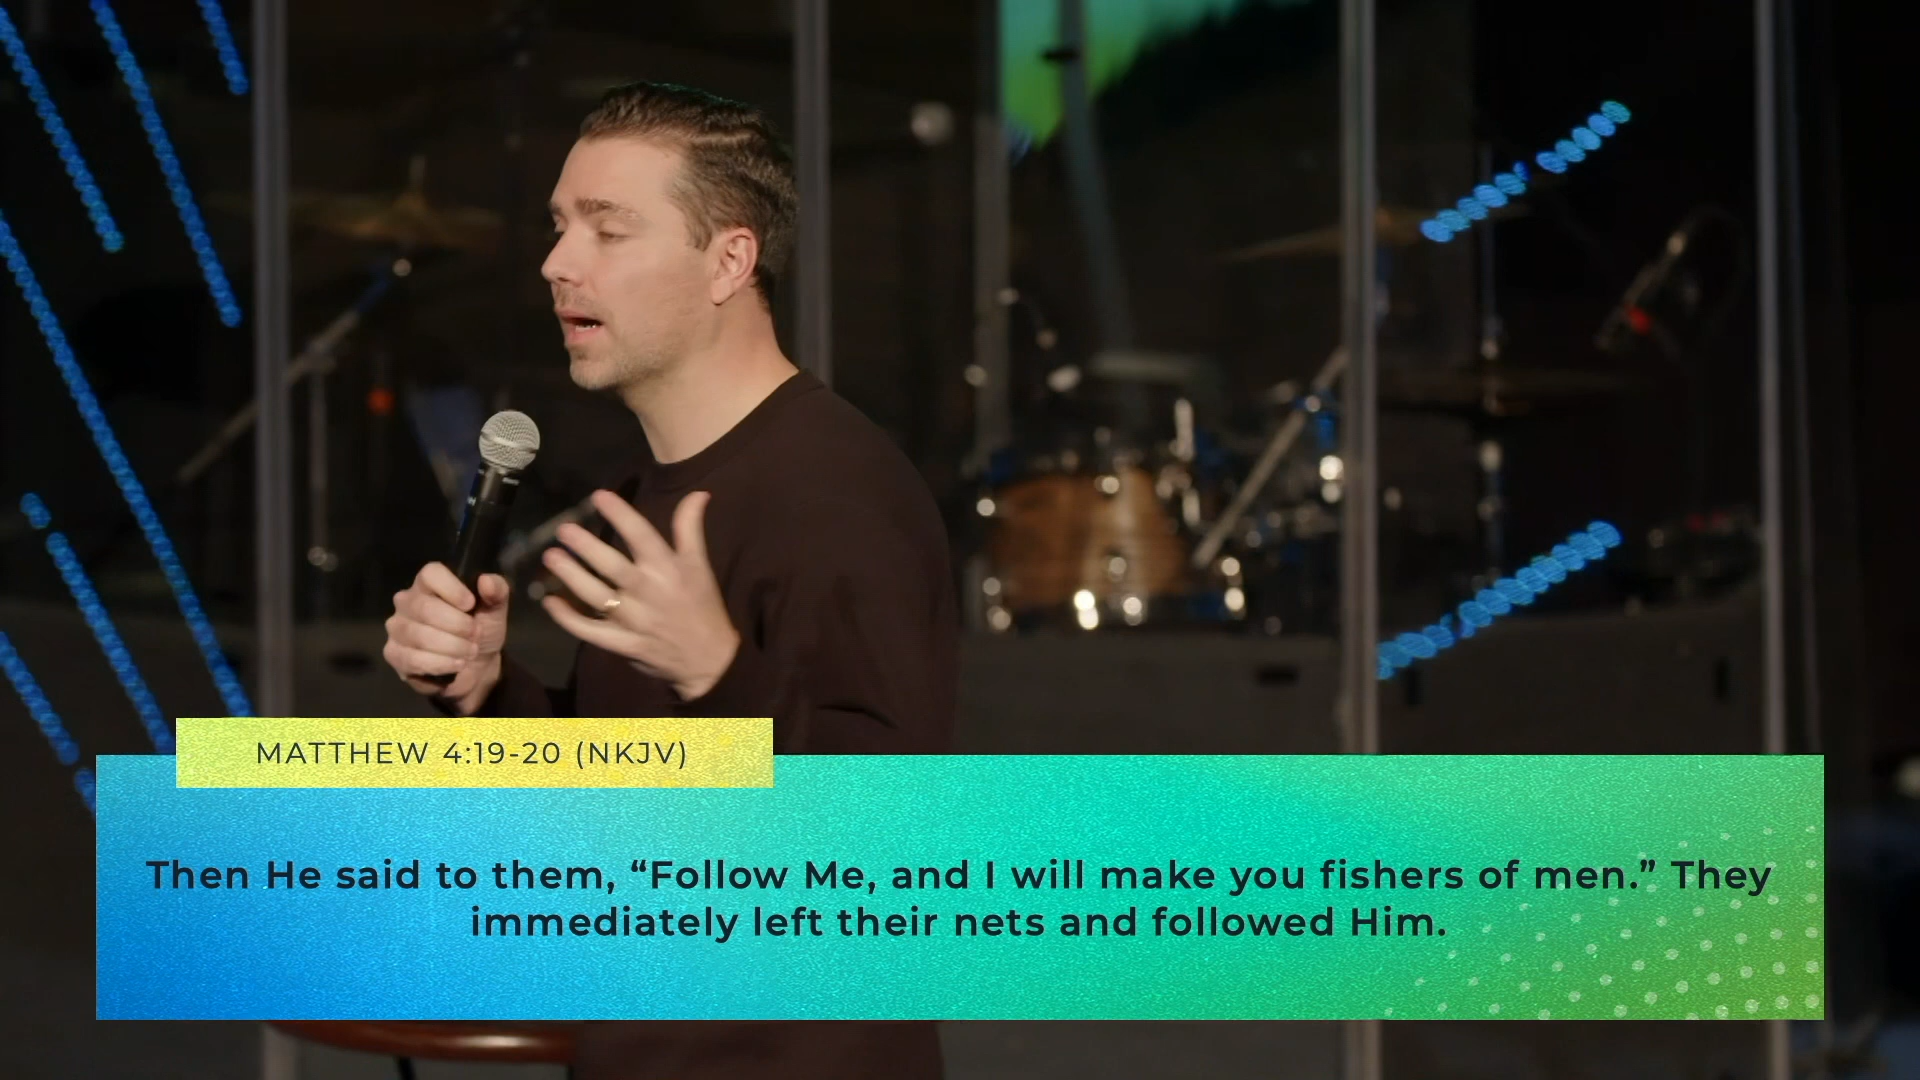 MATTHEW 4:19-20 (NKJV)
Then He said to them, “Follow Me, and I will make you fishers of men.” They
immediately left their nets and followed Him.